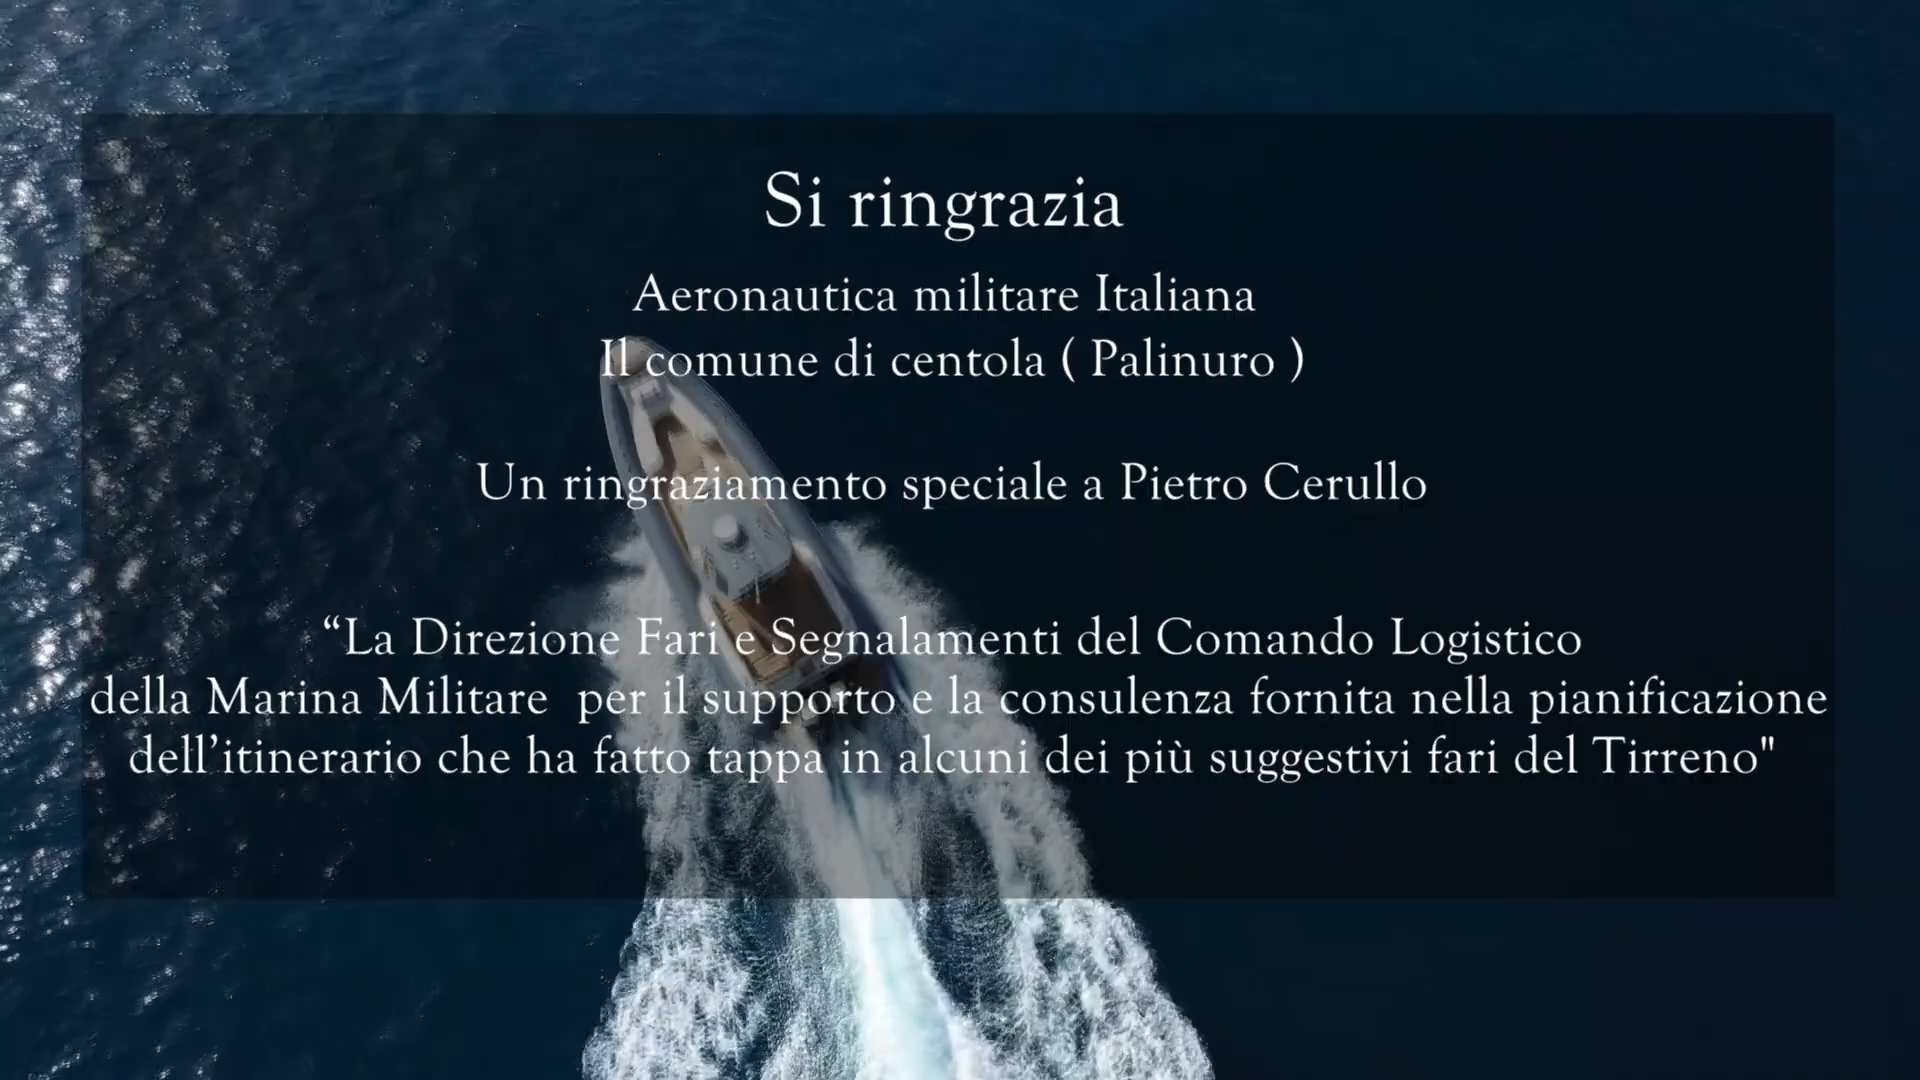 Si ringrazia
Aeronautica militare Italiana
Il comune di centola ( Palinuro )
Un ringraziamento speciale a Pietro Cerullo
“La Direzione Fari e Segnalamenti del Comando Logistico
della Marina Militare  per il supporto e la consulenza fornita nella pianificazione
dell’itinerario che ha fatto tappa in alcuni dei più suggestivi fari del Tirreno"